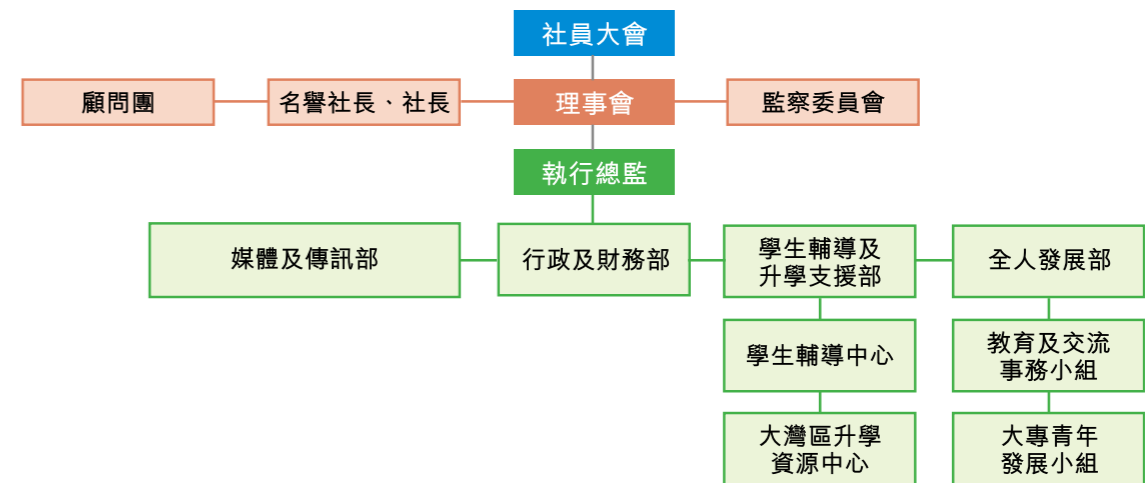 社員大會
顧問團
名譽社長、社長
理事會
監察委員會
執行總監
媒體及傳訊部
行政及財務部
學生輔導及
升學支援部
全人發展部
學生輔導中心
教育及交流
事務小組
大灣區升學
資源中心
大專青年
發展小組